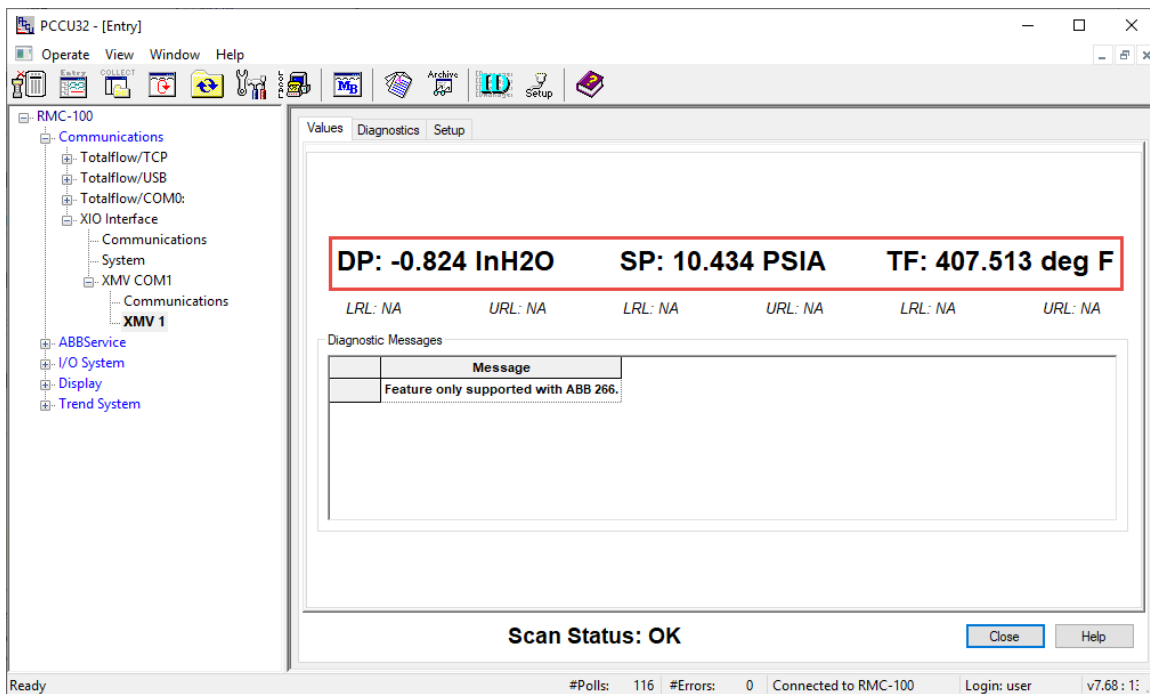 PCCU32 - [Entry]
Operate View Window Help
Entry COLLECT LOCAL MB Archive ID Setup
RMC-100
Communications
Totalflow/TCP
Totalflow/USB
Totalflow/COM0:
XIO Interface
Communications
System
XMV COM1
Communications
XMV 1
ABBService
I/O System
Display
Trend System
Values Diagnostics Setup
DP: -0.824 InH2O SP: 10.434 PSIA TF: 407.513 deg F
LRL: NA URL: NA LRL: NA URL: NA LRL: NA URL: NA
Diagnostic Messages
Message
Feature only supported with ABB 266.
Scan Status: OK
Close Help
Ready #Polls: 116 #Errors: 0 Connected to RMC-100 Login: user v7.68 :